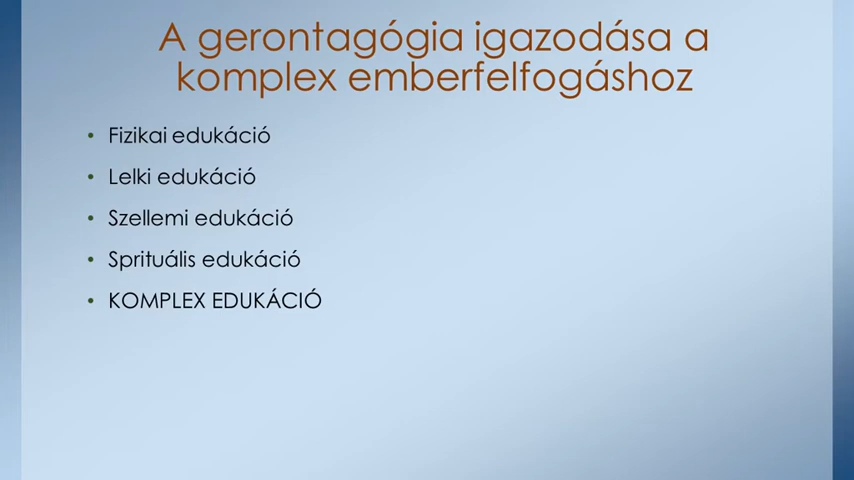 A gerontagógia igazodása a
komplex emberfelfogáshoz
• Fizikai edukáció
• Lelki edukáció
• Szellemi edukáció
• Sprituális edukáció
• KOMPLEX EDUKÁCIÓ